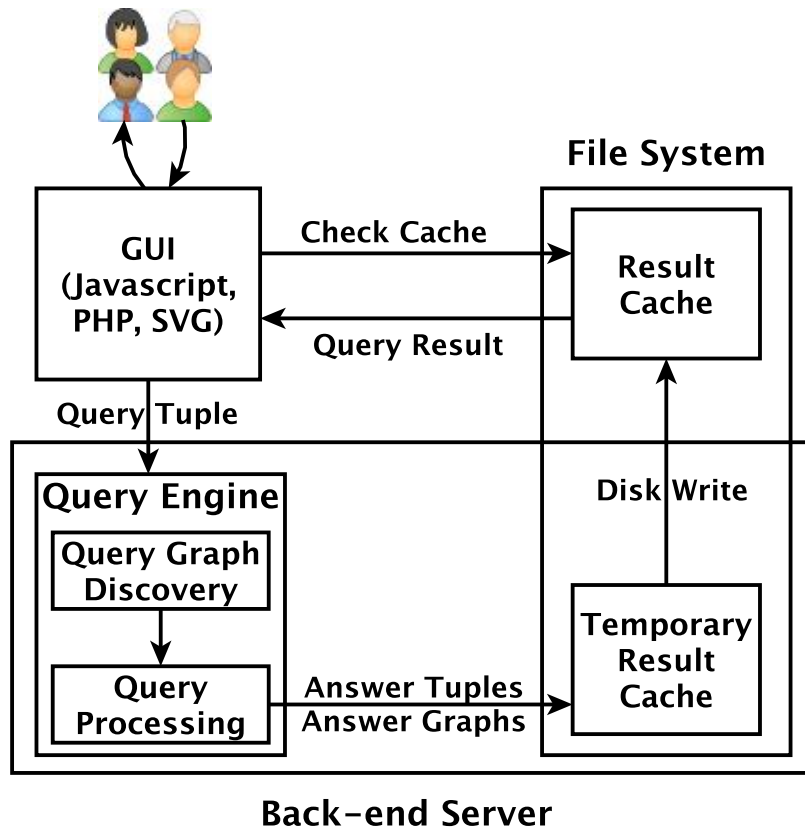 File System
GUI
(Javascript,
PHP, SVG)
Check Cache
Result
Cache
Query Result
Query Tuple
Query Engine
Disk Write
Query Graph
Discovery
Temporary
Result
Cache
Query
Processing
Answer Tuples
Answer Graphs
Back-end Server